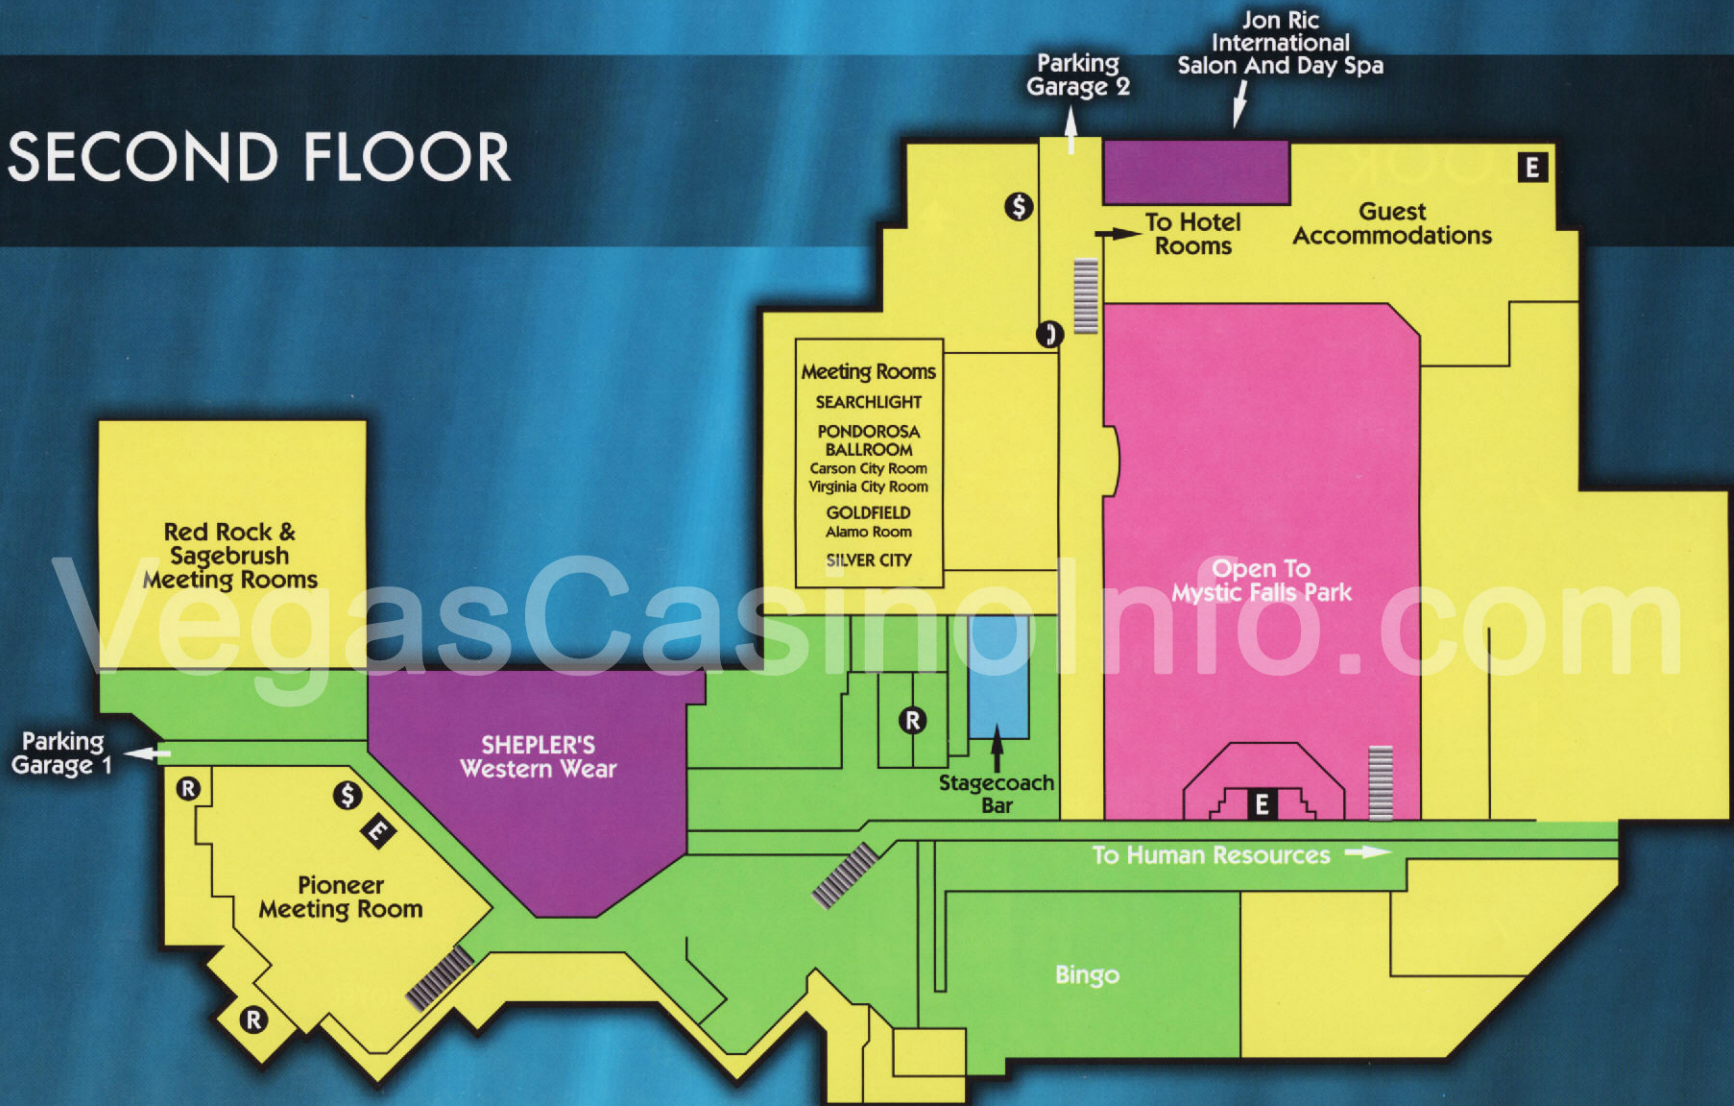 Jon Ric
International
Salon And Day Spa
Parking
Garage 2
SECOND FLOOR
E
$
To Hotel
Rooms
Guest
Accommodations
Meeting Rooms
SEARCHLIGHT
PONDOROSA
BALLROOM
Carson City Room
Virginia City Room
GOLDFIELD
Alamo Room
SILVER CITY
Red Rock &
Sagebrush
Meeting Rooms
Open To
Mystic Falls Park
VegasCasinoInfo.com
Parking
Garage 1
SHEPLER'S
Western Wear
R
Stagecoach
Bar
R
$
E
E
To Human Resources
Pioneer
Meeting Room
Bingo
R